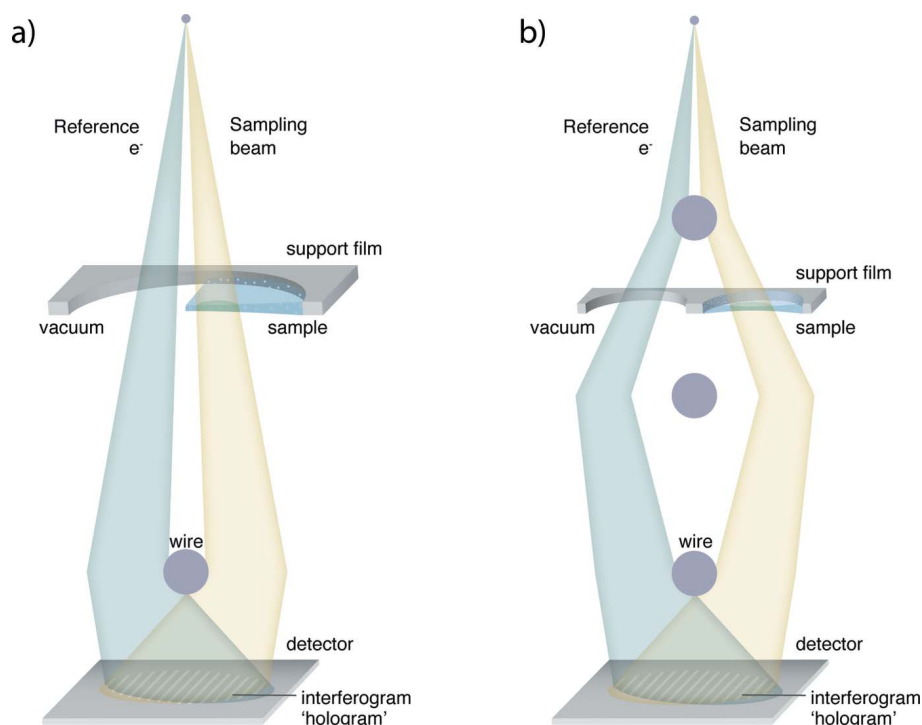 a)
Reference
e-
Sampling
beam
support film
vacuum
sample
wire
detector
interferogram
‘hologram’
b)
Reference
e-
Sampling
beam
support film
vacuum
sample
wire
detector
interferogram
‘hologram’